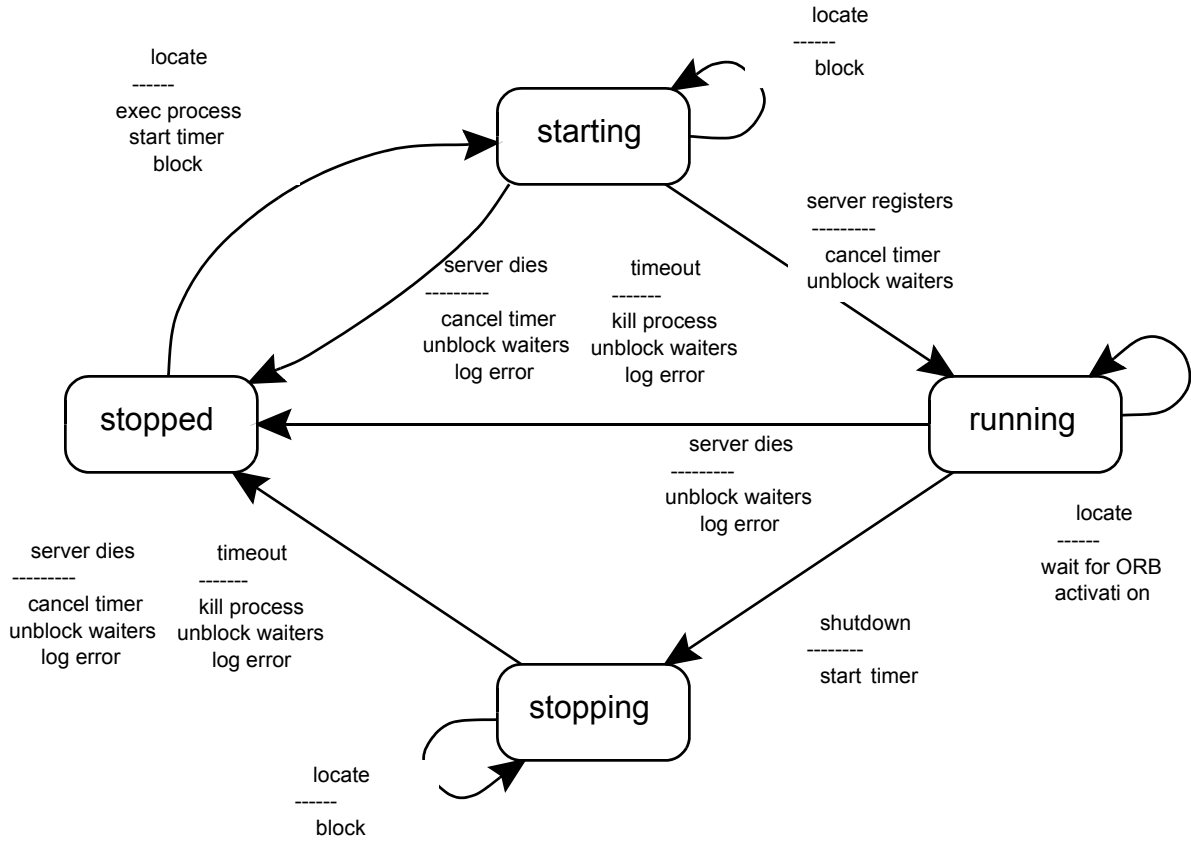 locate
------
block
locate
------
exec process
start timer
block
starting
server registers
---------
cancel timer
unblock waiters
server dies
---------
cancel timer
unblock waiters
log error
timeout
-------
kill process
unblock waiters
log error
stopped
running
server dies
---------
unblock waiters
log error
locate
------
wait for ORB
activati on
server dies
---------
cancel timer
unblock waiters
log error
timeout
-------
kill process
unblock waiters
log error
shutdown
--------
start timer
stopping
locate
------
block